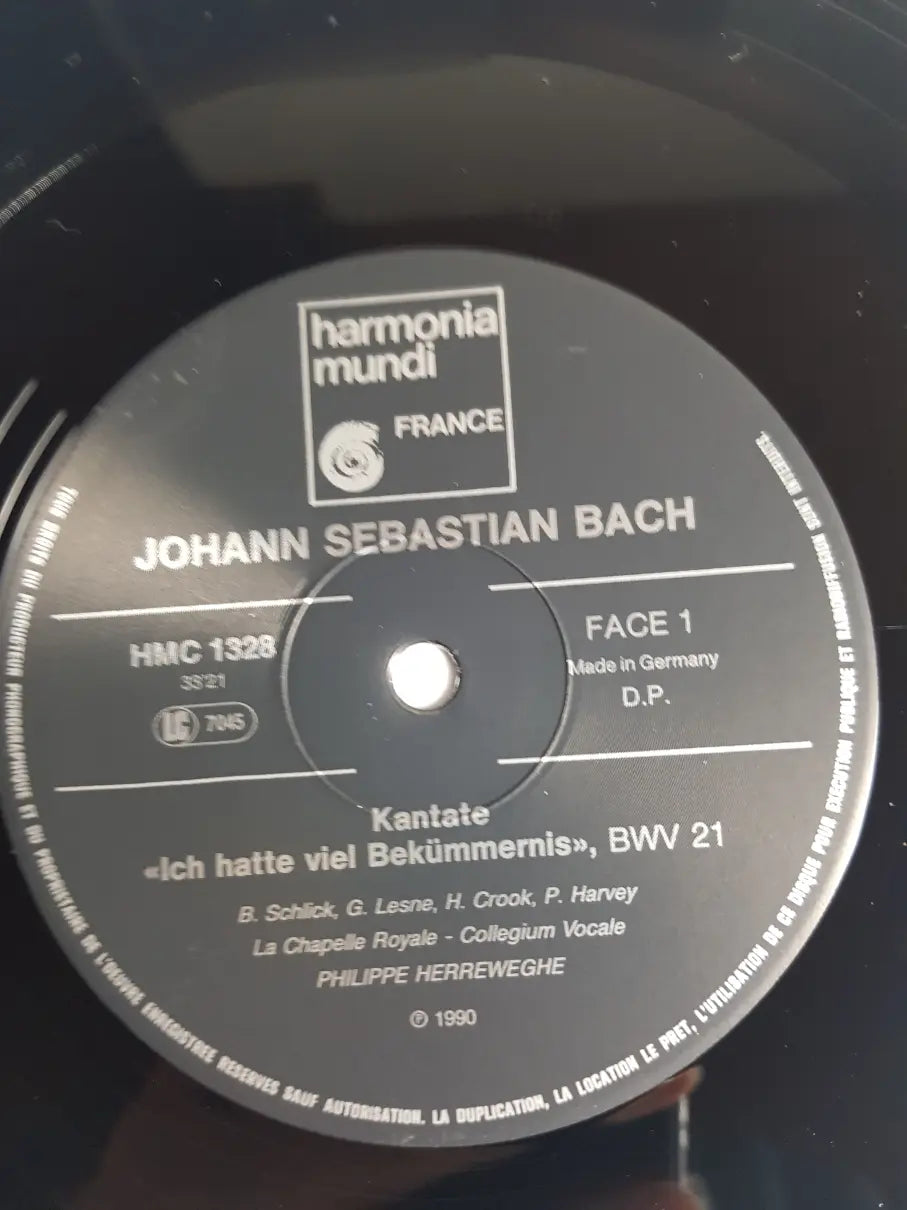 harmonia
mundi
FRANCE
JOHANN SEBASTIAN BACH
HMC 1328
LC 7045
FACE 1
Made in Germany
D.P.
Kantate
«Ich hatte viel Bekümmernis», BWV 21
B. Schlick, G. Lesne, H. Crook, P. Harvey
La Chapelle Royale - Collegium Vocale
PHILIPPE HERREWEGHE
℗ 1990
TOUS DROITS DU PRODUCTEUR PHONOGRAPHIQUE ET DU PROPRIETAIRE DE L'OEUVRE ENREGISTREE RESERVES SAUF AUTORISATION. LA DUPLICATION, LA LOCATION LE PRET, L'UTILISATION DE CE DISQUE POUR EXECUTION PUBLIQUE ET RADIODIFFUSION SONT INTERDITES.